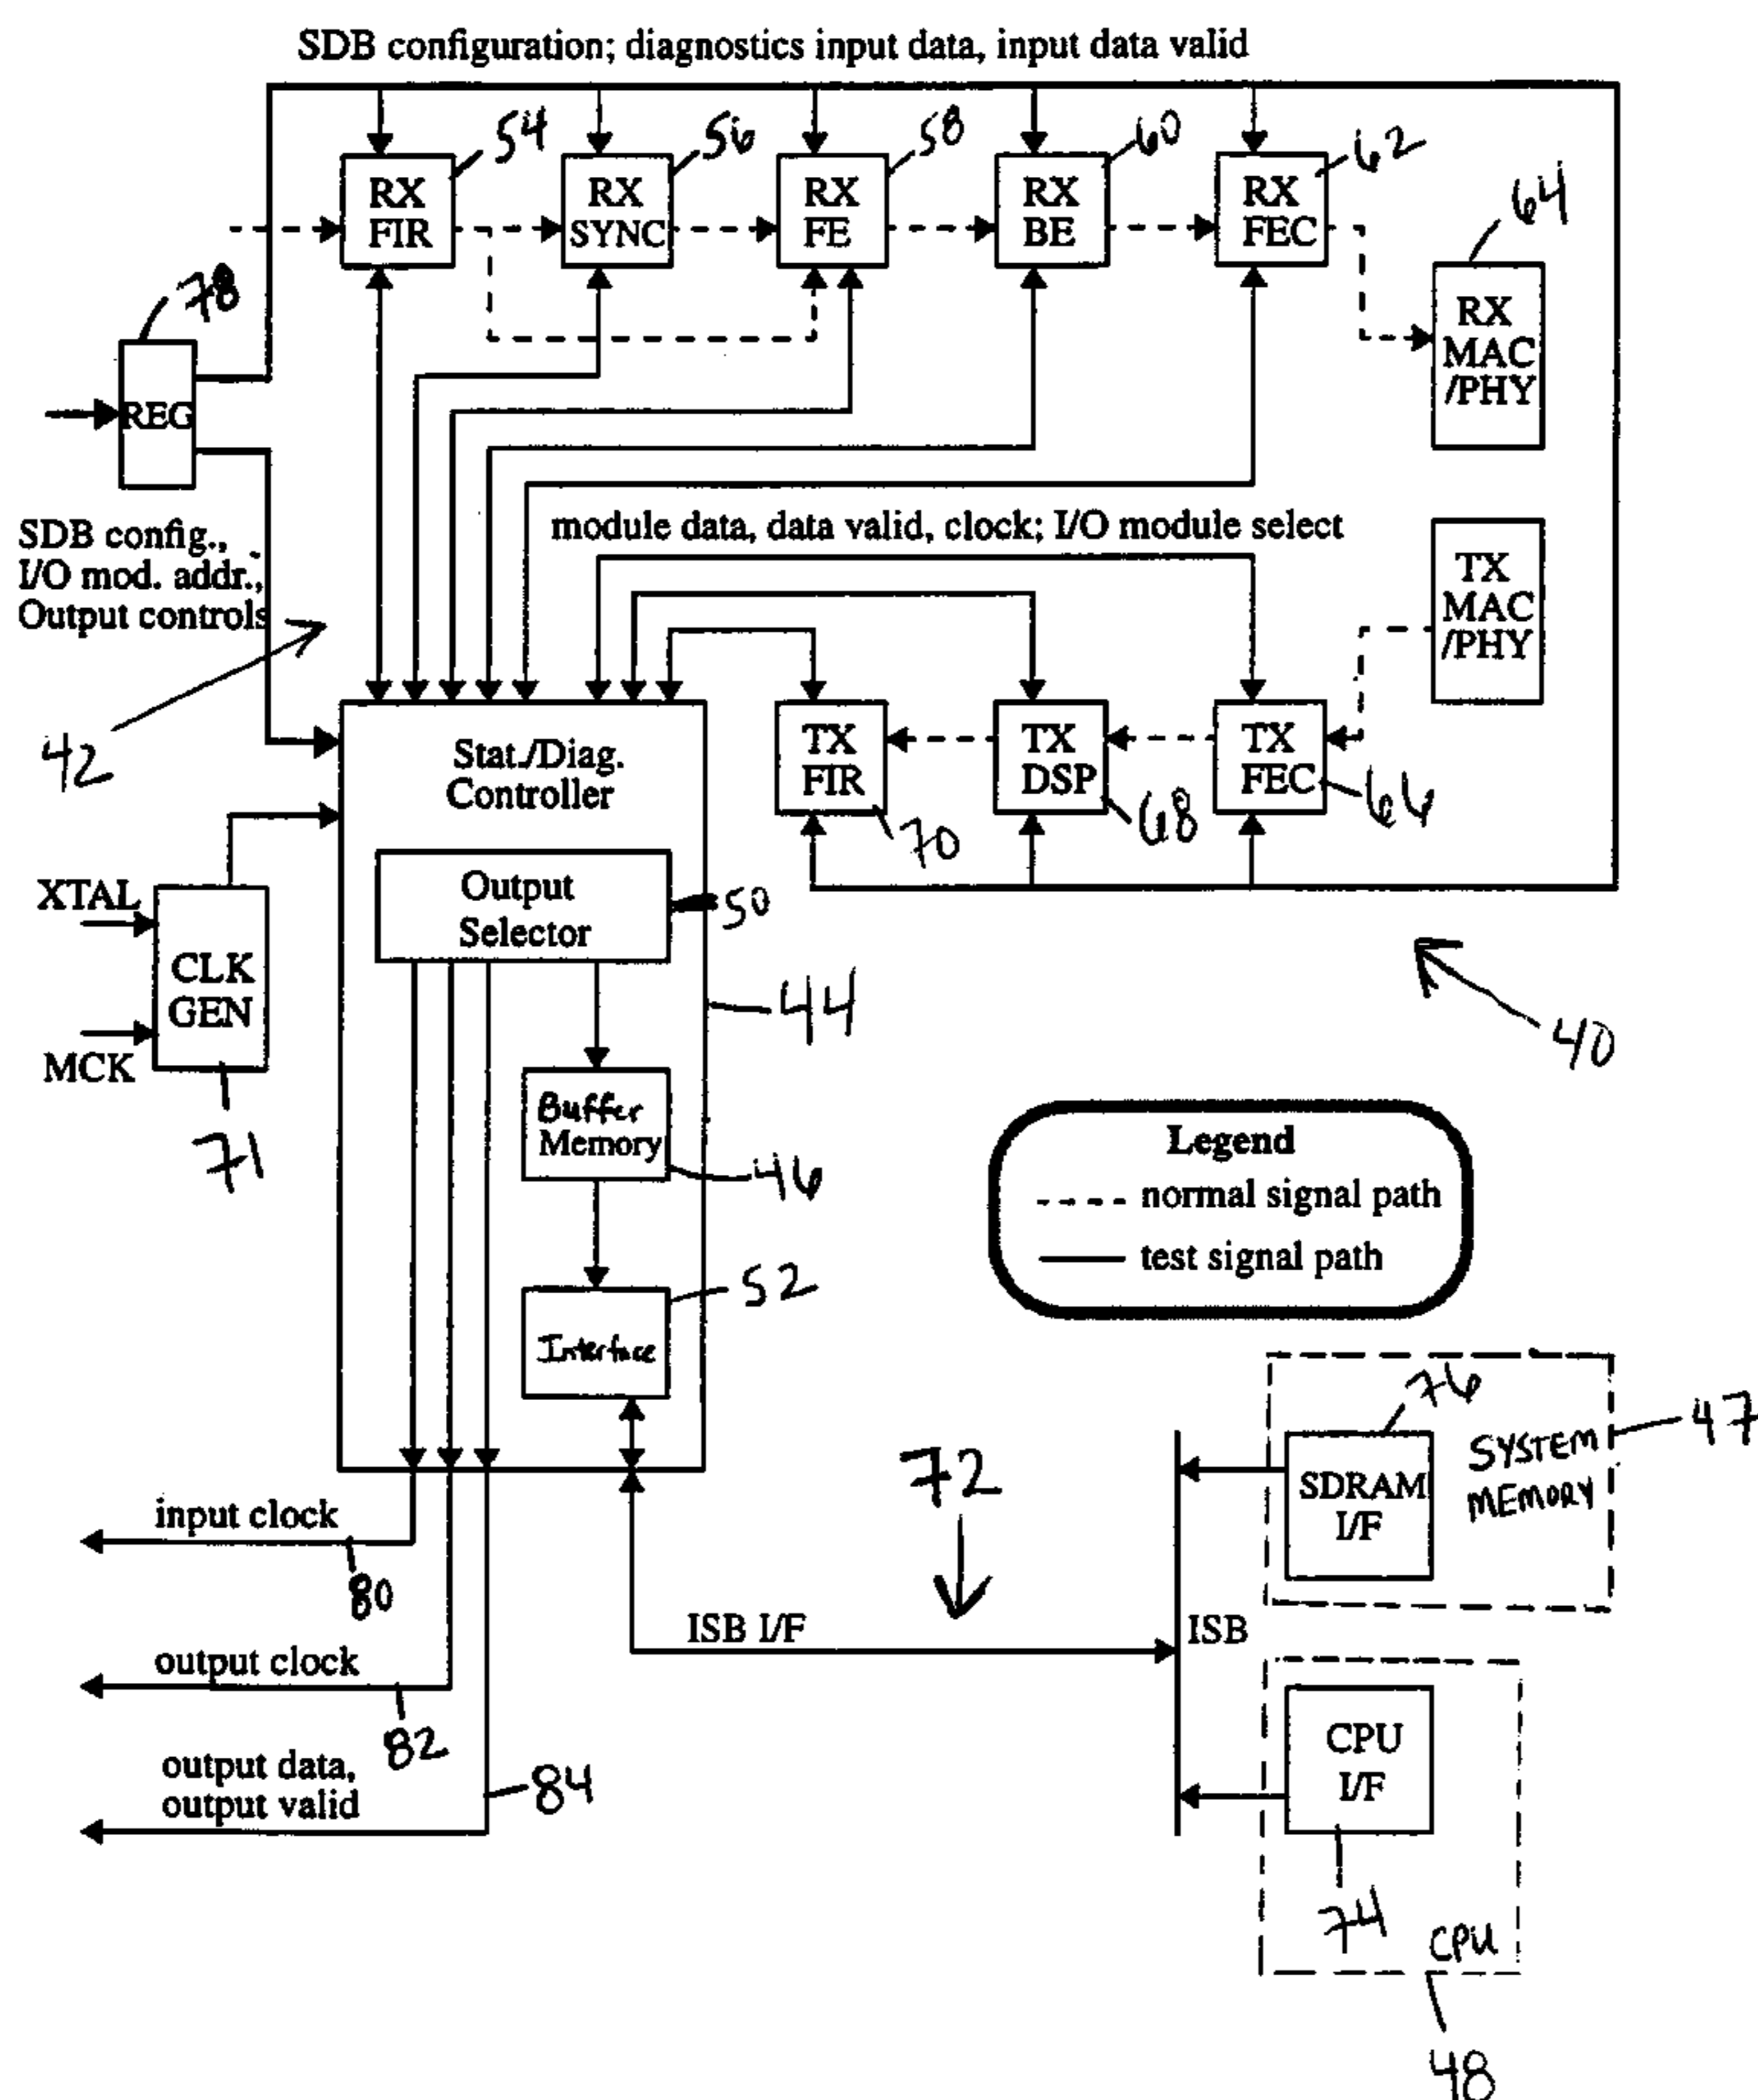 SDB configuration; diagnostics input data, input data valid
54
56
58
60
62
64
RX
FIR
RX
SYNC
RX
FE
RX
BE
RX
FEC
RX
MAC
/PHY
78
REG
SDB config.,
I/O mod. addr.,
Output controls
module data, data valid, clock; I/O module select
TX
MAC
/PHY
42
Stat./Diag.
Controller
TX
FIR
TX
DSP
TX
FEC
70
68
66
Output
Selector
50
XTAL
CLK
GEN
MCK
71
44
40
Buffer
Memory
46
Legend
normal signal path
test signal path
52
Interface
76
47
SYSTEM
MEMORY
SDRAM
I/F
72
input clock
80
ISB I/F
ISB
output clock
82
CPU
I/F
output data,
output valid
84
74
CPU
48